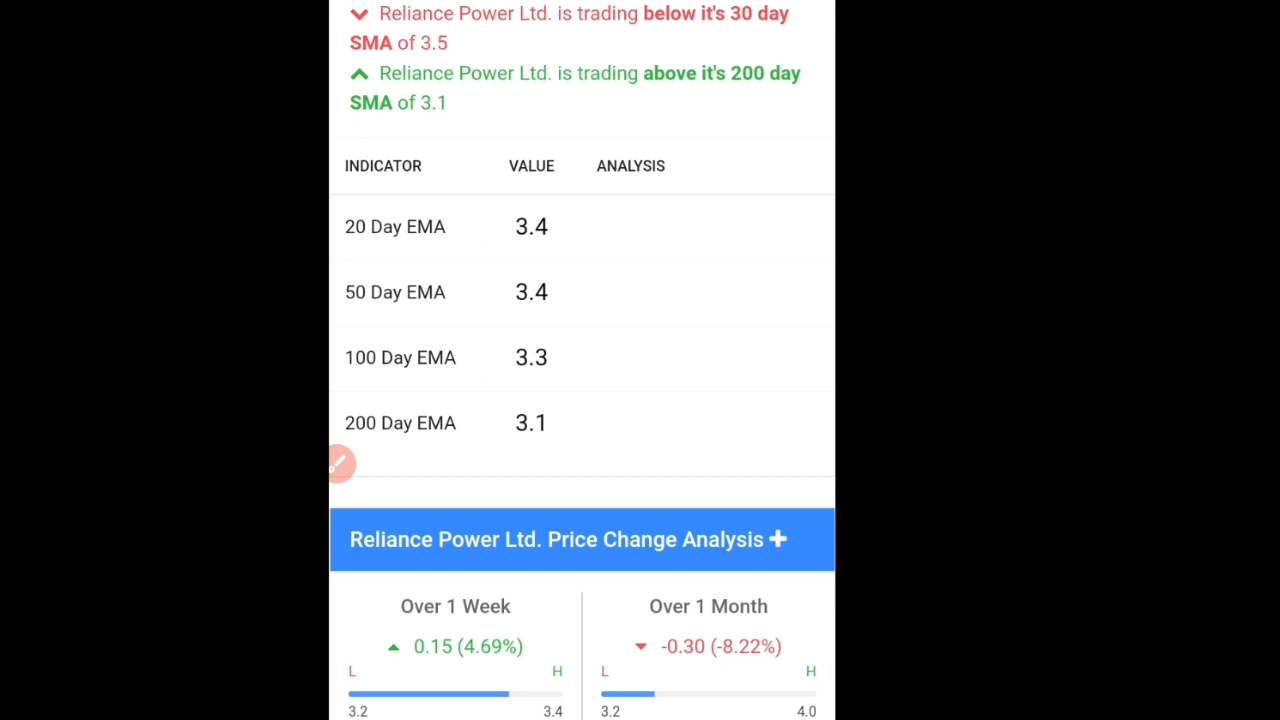 Reliance Power Ltd. is trading below it's 30 day
SMA of 3.5
Reliance Power Ltd. is trading above it's 200 day
SMA of 3.1
INDICATOR VALUE ANALYSIS
20 Day EMA 3.4
50 Day EMA 3.4
100 Day EMA 3.3
200 Day EMA 3.1
Reliance Power Ltd. Price Change Analysis +
Over 1 Week Over 1 Month
0.15 (4.69%) -0.30 (-8.22%)
L H L H
3.2 3.4 3.2 4.0